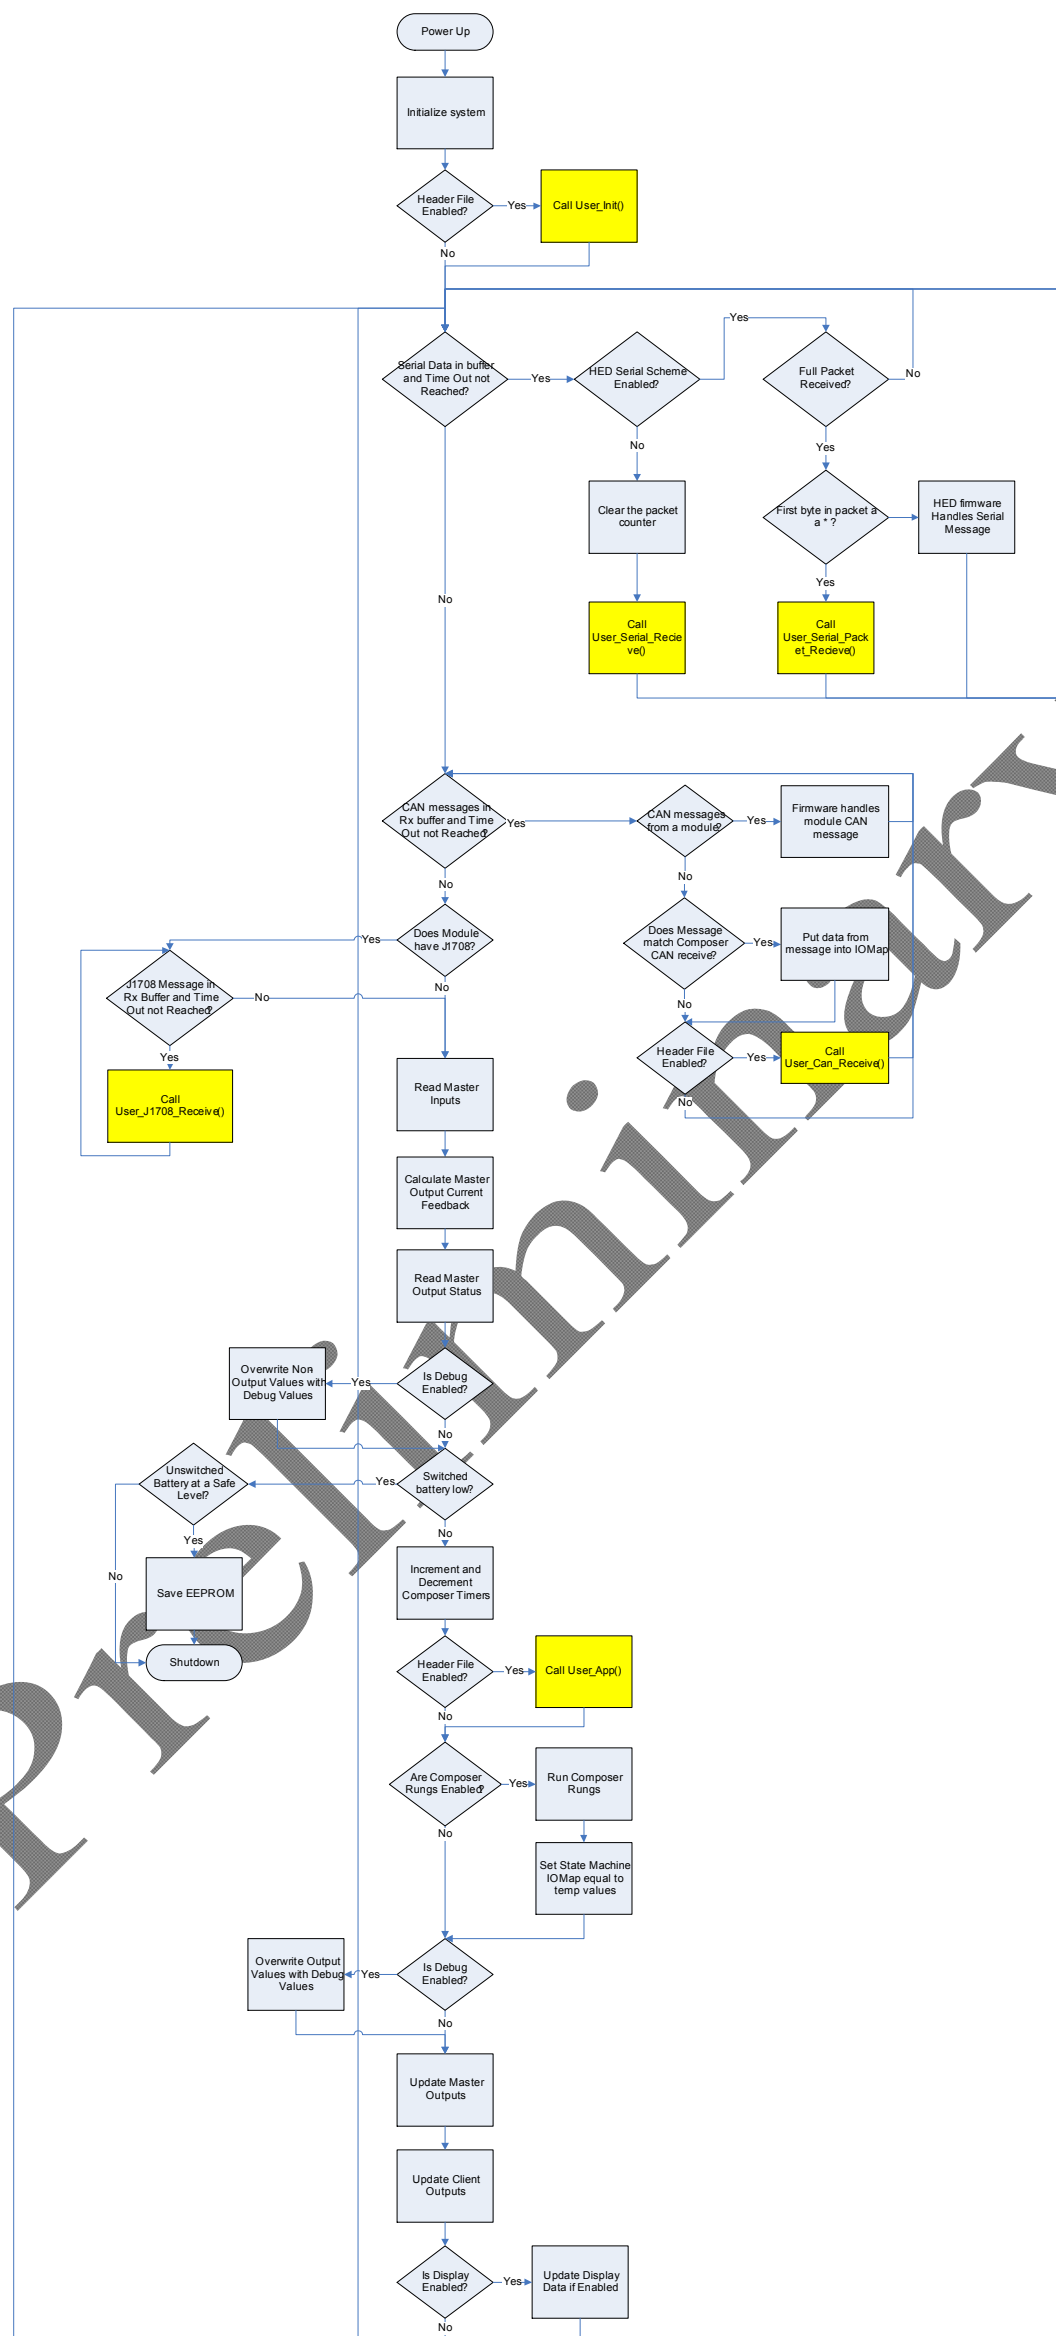 Power Up
Initialize system
Header File
Enabled?
Yes
Call User_Init()
No
Serial Data in buffer
and Time Out not
Reached?
Yes
HED Serial Scheme
Enabled?
Yes
Full Packet
Received?
No
No
Yes
Clear the packet
counter
First byte in packet a
a * ?
HED firmware
Handles Serial
Message
Yes
No
Call
User_Serial_Recie
ve()
Call
User_Serial_Pack
et_Recieve()
CAN messages in
Rx buffer and Time
Out not Reached?
Yes
CAN messages
from a module?
Yes
Firmware handles
module CAN
message
No
No
Does Module
have J1708?
Yes
No
Does Message
match Composer
CAN receive?
Yes
Put data from
message into IOMap
No
J1708 Message in
Rx Buffer and Time
Out not Reached?
No
Yes
Call
User_J1708_Receive()
Header File
Enabled?
Yes
Call
User_Can_Receive()
No
Read Master
Inputs
Calculate Master
Output Current
Feedback
Read Master
Output Status
Is Debug
Enabled?
Yes
Overwrite Non-
Output Values with
Debug Values
No
Switched
battery low?
Yes
Unswitched
Battery at a Safe
Level?
Yes
No
No
Save EEPROM
Shutdown
Increment and
Decrement
Composer Timers
Header File
Enabled?
Yes
Call User_App()
No
Are Composer
Rungs Enabled?
Yes
Run Composer
Rungs
No
Set State Machine
IOMap equal to
temp values
Is Debug
Enabled?
Yes
Overwrite Output
Values with Debug
Values
No
Update Master
Outputs
Update Client
Outputs
Is Display
Enabled?
Yes
Update Display
Data if Enabled
No
Preliminary